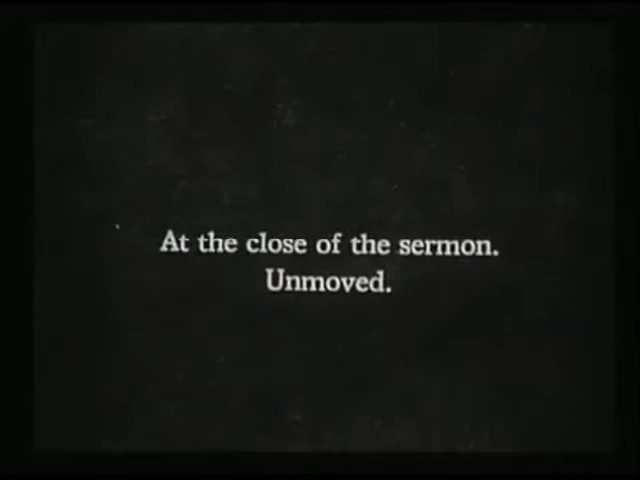 At the close of the sermon.
Unmoved.